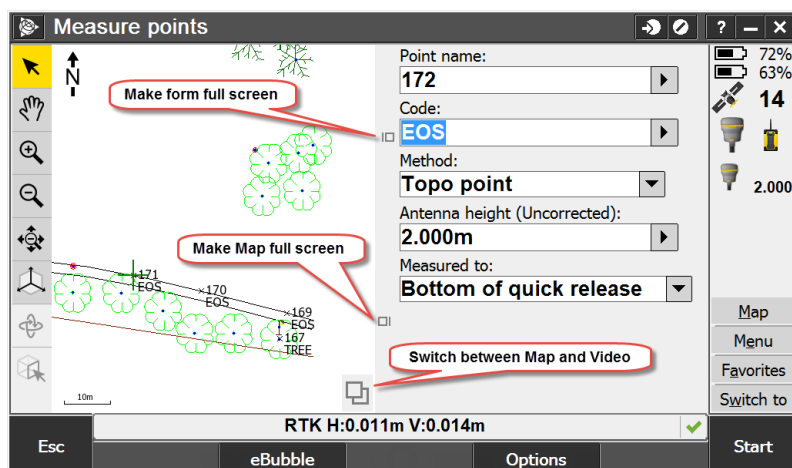 Measure points
?
72%
63%
14
2.000
N
Make form full screen
Point name:
172
Code:
EOS
Method:
Topo point
Antenna height (Uncorrected):
2.000m
Measured to:
Bottom of quick release
Make Map full screen
171
EOS
170
EOS
169
EOS
167
TREE
10m
Switch between Map and Video
Map
Menu
Favorites
Switch to
RTK H:0.011m V:0.014m
Esc
eBubble
Options
Start